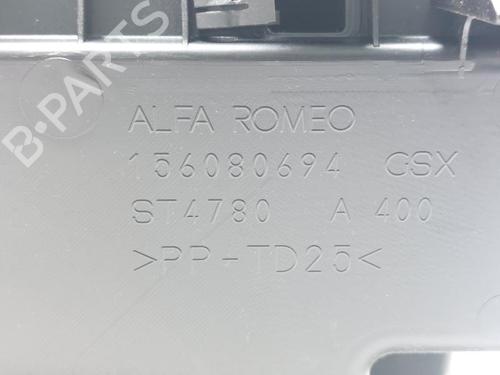 B-PARTS
ALFA ROMEO
156080694 GSX
ST4780 A 400
>PP-TD25<